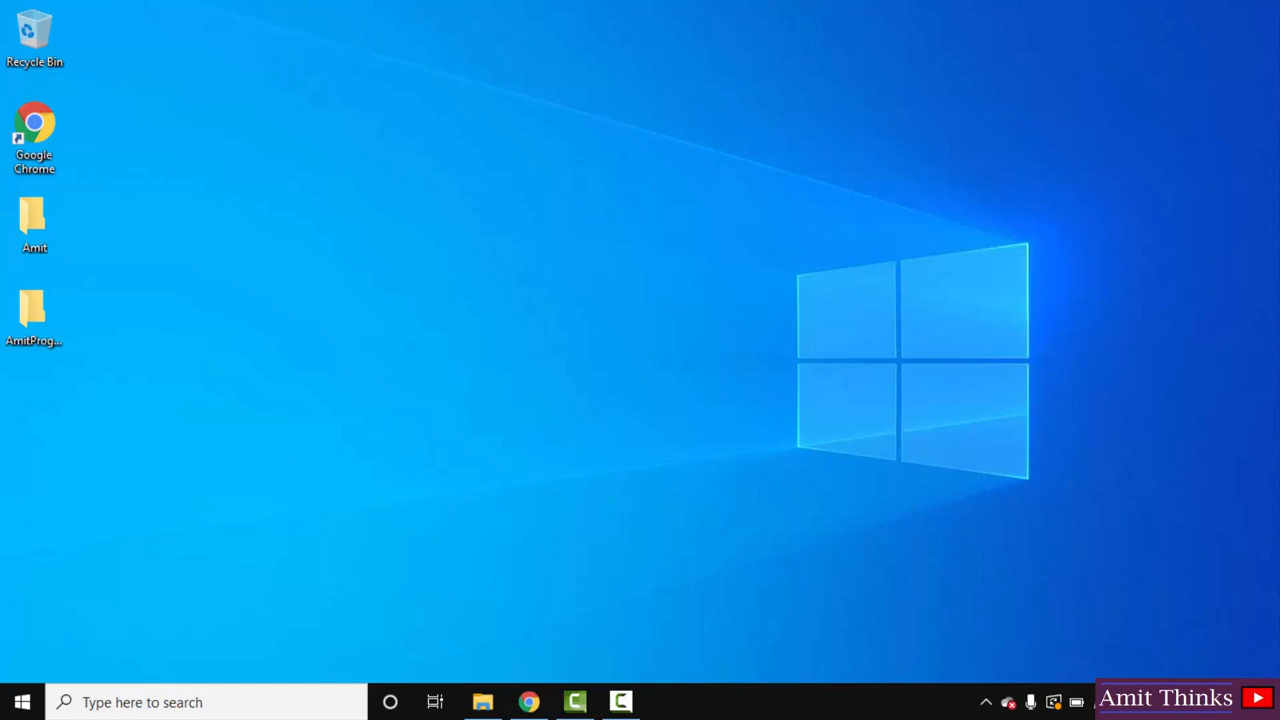 Recycle Bin
Google
Chrome
Amit
AmitProg...
Type here to search
Amit Thinks